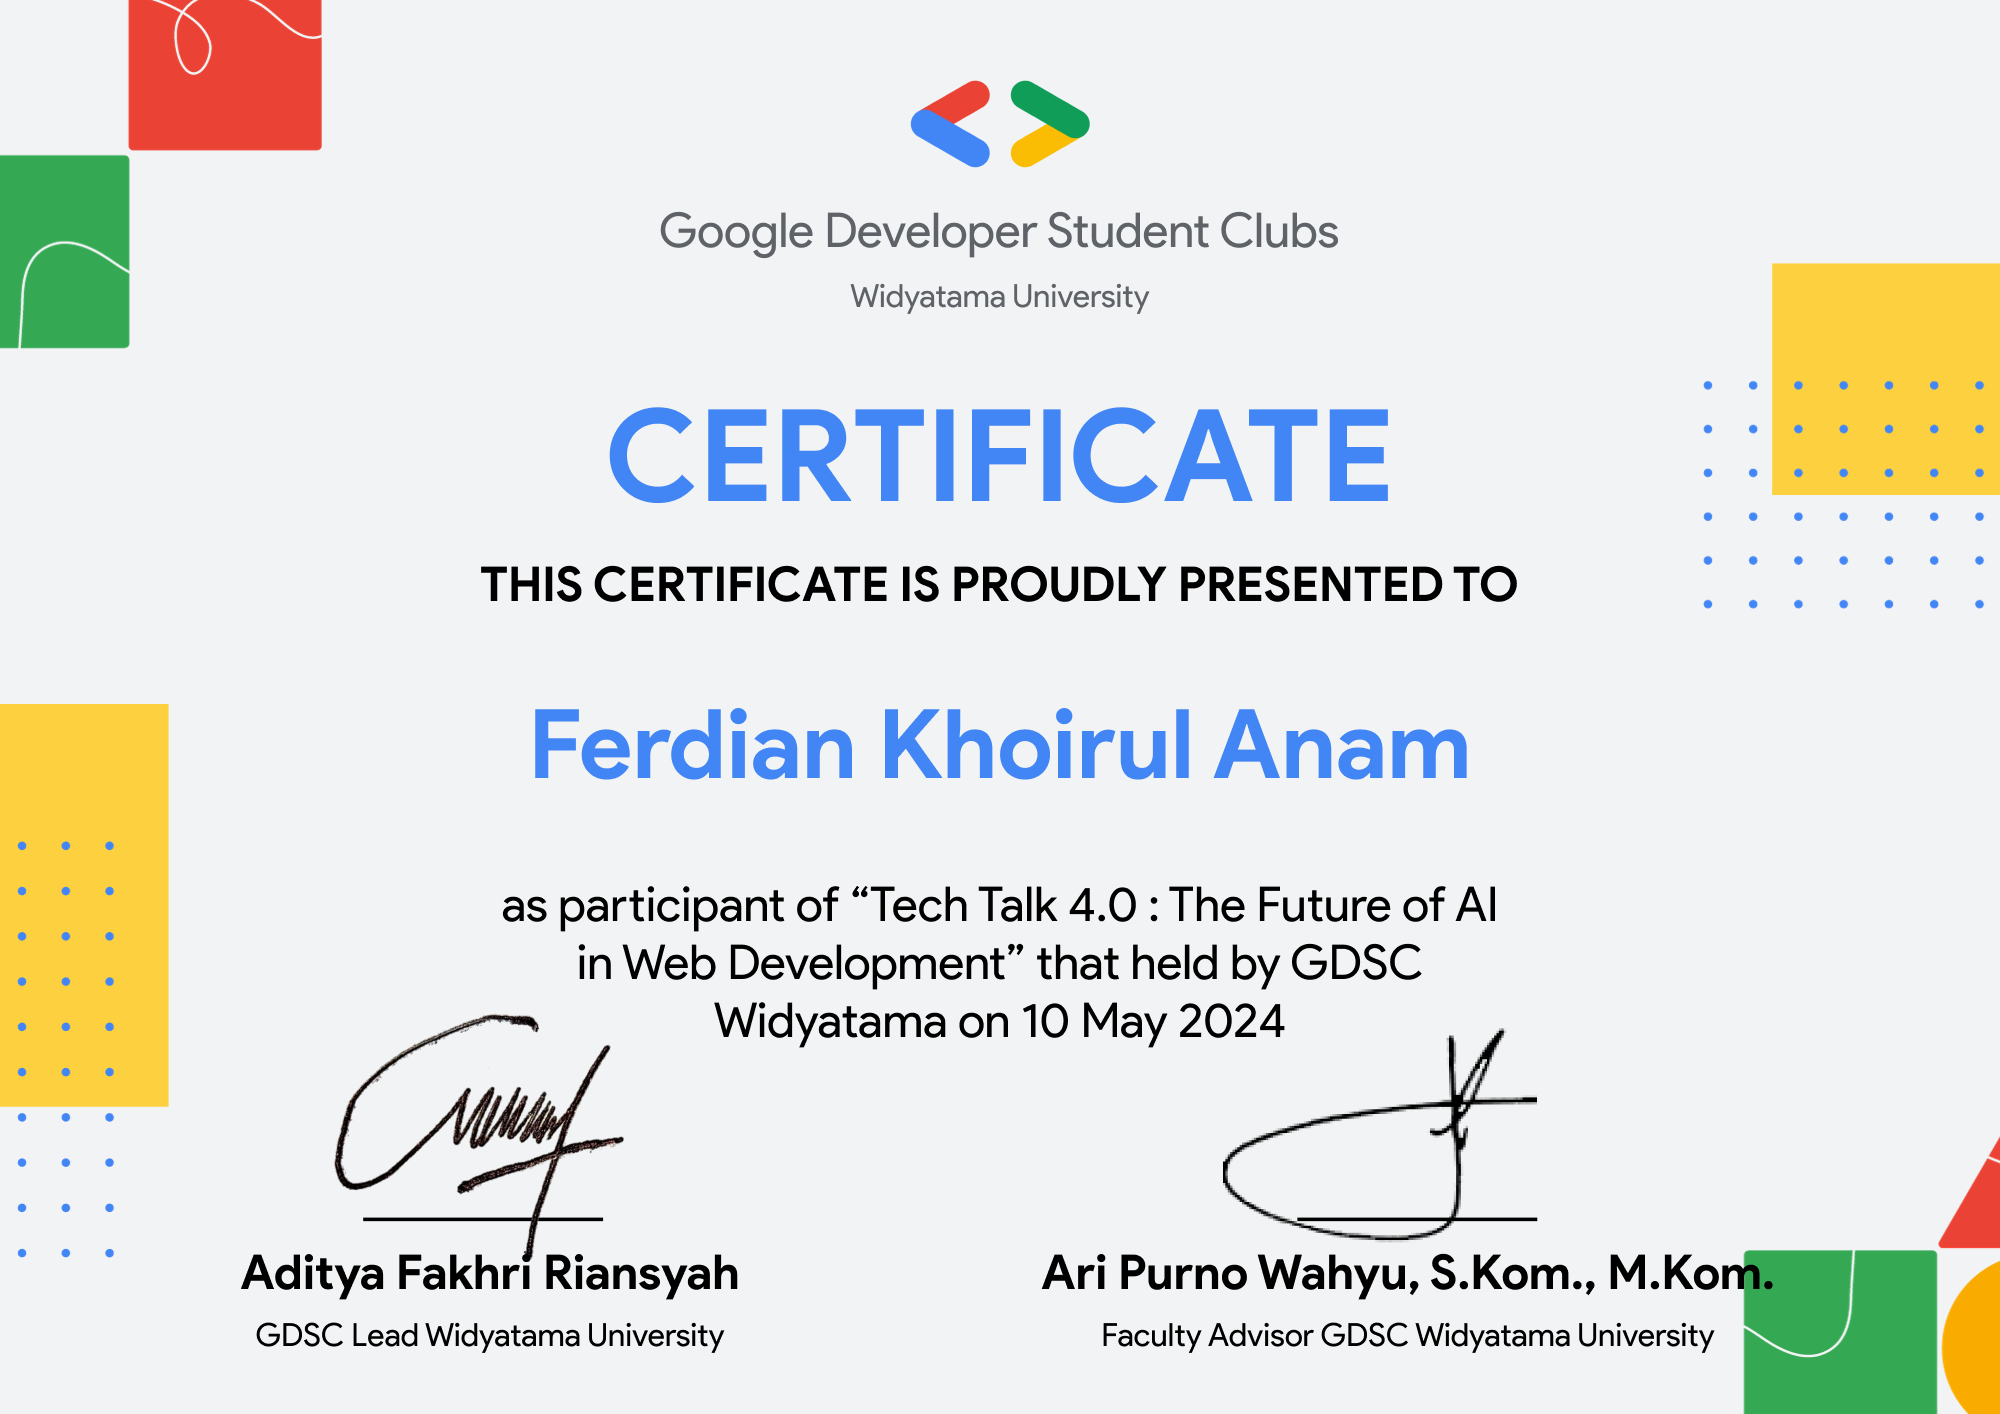 Google Developer Student Clubs
Widyatama University
CERTIFICATE
THIS CERTIFICATE IS PROUDLY PRESENTED TO
Ferdian Khoirul Anam
as participant of “Tech Talk 4.0 : The Future of AI
in Web Development” that held by GDSC
Widyatama on 10 May 2024
Aditya Fakhri Riansyah
GDSC Lead Widyatama University
Ari Purno Wahyu, S.Kom., M.Kom.
Faculty Advisor GDSC Widyatama University